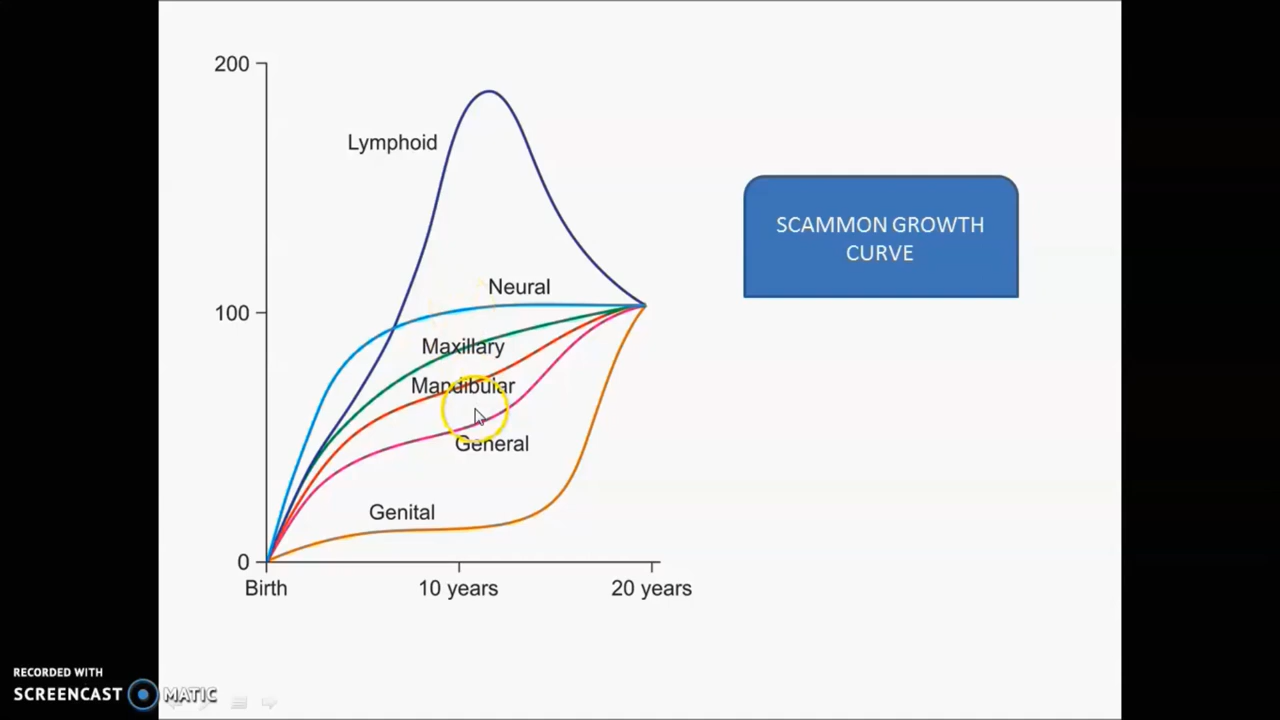 200
Lymphoid
SCAMMON GROWTH
CURVE
Neural
100
Maxillary
Mandibular
General
Genital
0
Birth
10 years
20 years
RECORDED WITH
SCREENCAST MATIC